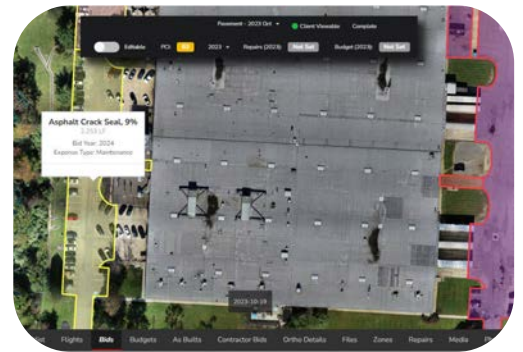 Pavement - 2023 Oct
Client Viewable
Complete
Editable
PCI:
2023
Repairs (2023):
Not Set
Budget (2023):
Not Set
Asphalt Crack Seal, 9%
Bid Year: 2024
Expense Type: Maintenance
2023-10-19
Flights
Bids
Budgets
As Builts
Contractor Bids
Ortho Details
Files
Zones
Repairs
Media